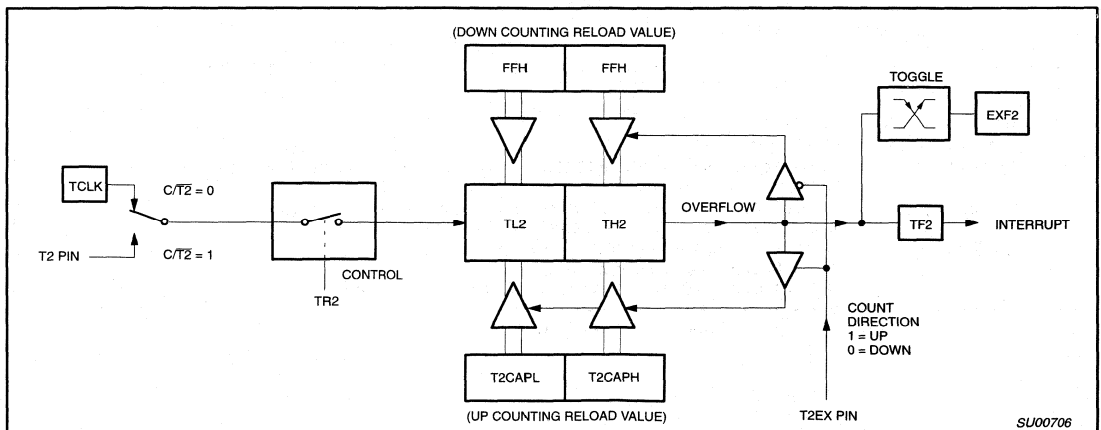 (DOWN COUNTING RELOAD VALUE)
FFH FFH
TOGGLE
EXF2
TCLK
C/T2̅ = 0
T2 PIN
C/T2̅ = 1
CONTROL
TR2
TL2 TH2
OVERFLOW
TF2
INTERRUPT
COUNT
DIRECTION
1 = UP
0 = DOWN
T2CAPL T2CAPH
(UP COUNTING RELOAD VALUE)
T2EX PIN
SU00706